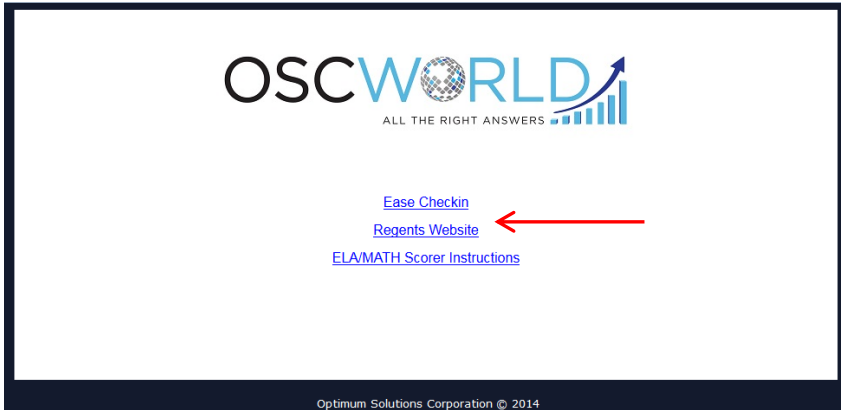 OSCWORLD
ALL THE RIGHT ANSWERS
Ease Checkin
Regents Website
ELA/MATH Scorer Instructions
Optimum Solutions Corporation © 2014